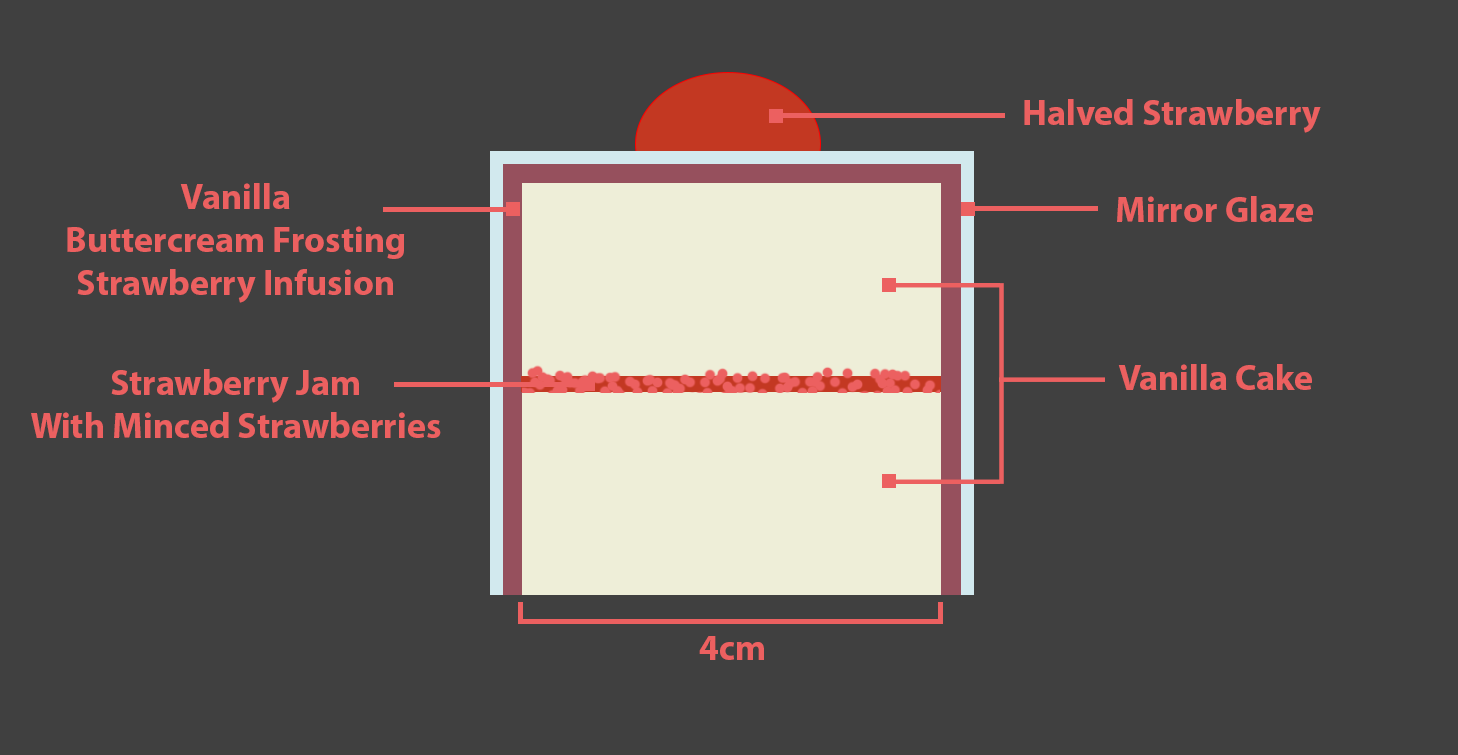 Halved Strawberry
Vanilla
Buttercream Frosting
Strawberry Infusion
Mirror Glaze
Strawberry Jam
With Minced Strawberries
Vanilla Cake
4cm